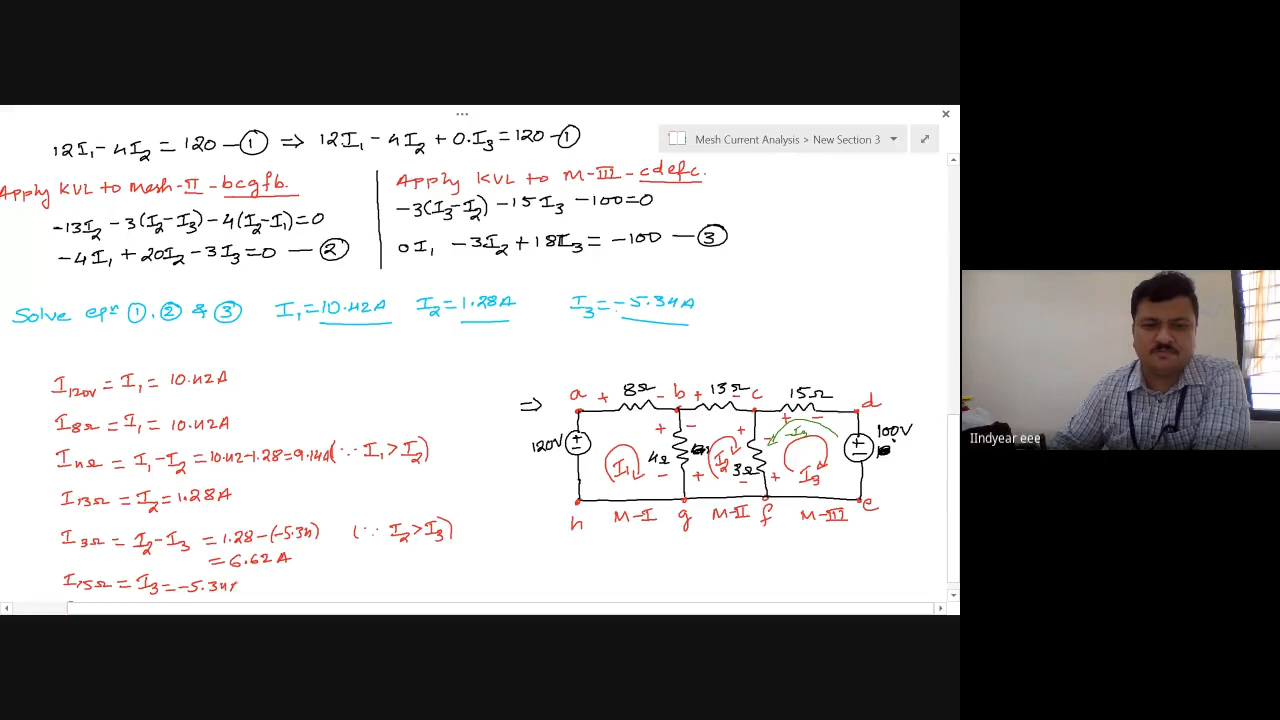 12I₁ - 4I₂ = 120 - ① ⇒ 12I₁ - 4I₂ + 0.I₃ = 120 - ①
Mesh Current Analysis > New Section 3
Apply KVL to Mesh-II - bcgfb.
-13I₂ - 3(I₂-I₃) - 4(I₂-I₁) = 0
-4I₁ + 20I₂ - 3I₃ = 0 - ②
Apply KVL to M-III - cdefc.
-3(I₃-I₂) - 15I₃ - 100 = 0
0I₁ - 3I₂ + 18I₃ = -100 - ③
Solve eqⁿ ①, ② & ③ I₁ = 10.42A I₂ = 1.28A I₃ = -5.34A
I120V = I₁ = 10.42A
I8Ω = I₁ = 10.42A
I4Ω = I₁-I₂ = 10.42-1.28 = 9.14A (∵ I₁ > I₂)
I13Ω = I₂ = 1.28A
I3Ω = I₂-I₃ = 1.28-(-5.34) (∵ I₂ > I₃)
= 6.62A
I15Ω = I₃ = -5.34
⇒ a + 8Ω - b + 13Ω - c 15Ω d
+ - + + -
120V + - 4Ω I₁ I₂ 3Ω -I₃ I₃ + - 100V
- + - +
h M-I g M-II f M-III e
IIndyear eee